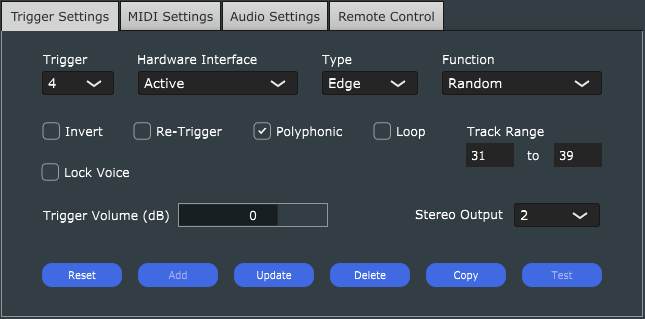 Trigger Settings MIDI Settings Audio Settings Remote Control
Trigger Hardware Interface Type Function
4 Active Edge Random
Invert Re-Trigger Polyphonic Loop Track Range
31 to 39
Lock Voice
Trigger Volume (dB) 0 Stereo Output 2
Reset Add Update Delete Copy Test